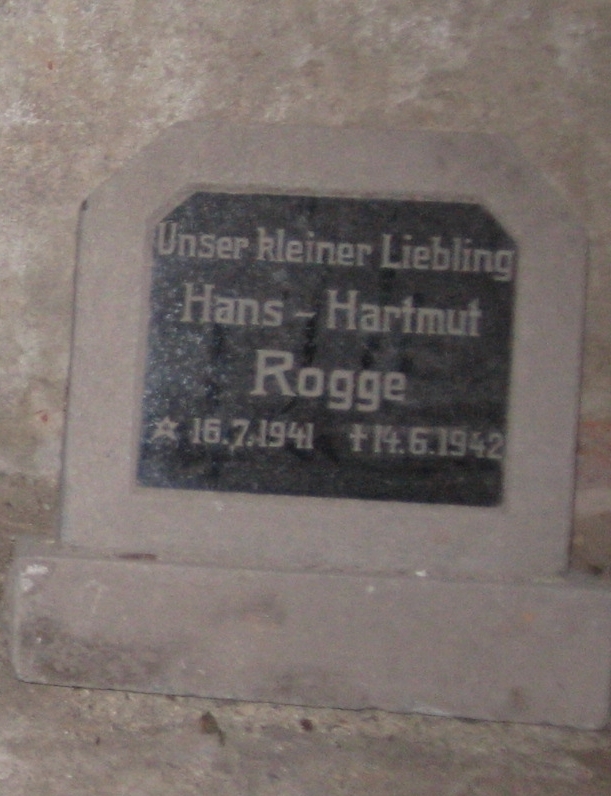 Unser kleiner Liebling
Hans - Hartmut
Rogge
☆ 16.7.1941 † 14.6.1942